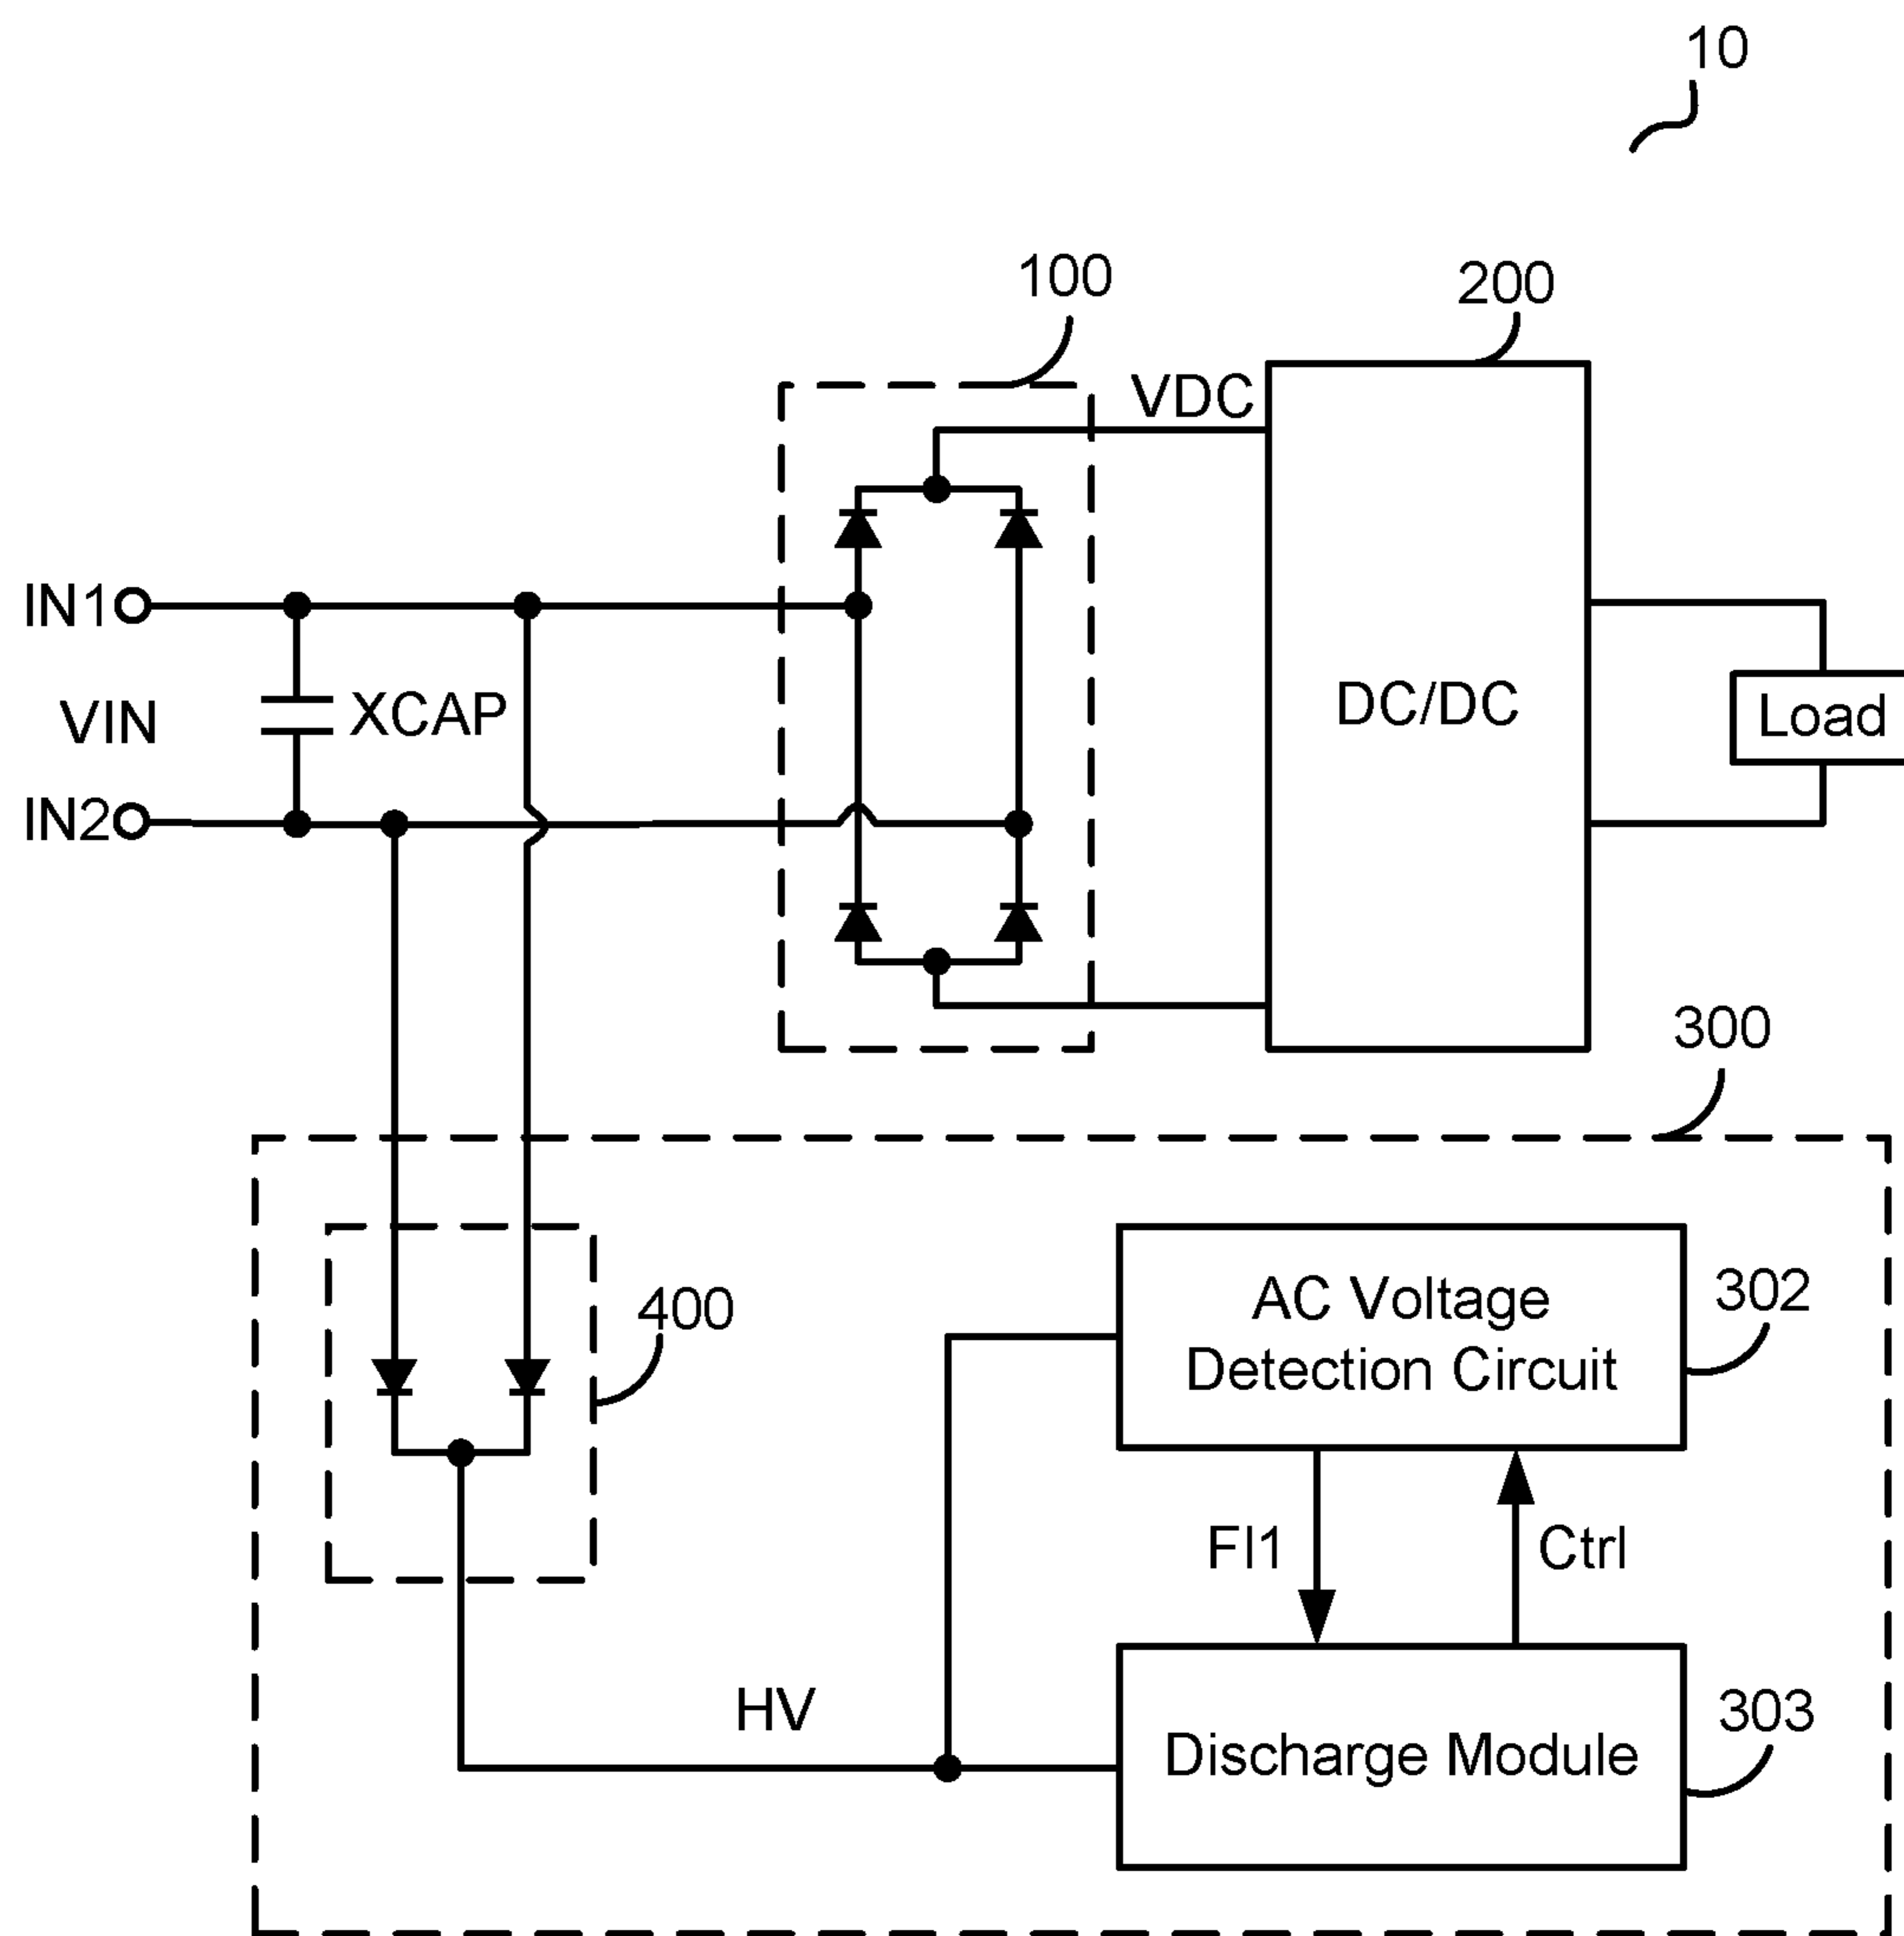 10
100
200
VDC
IN1
VIN
XCAP
DC/DC
Load
IN2
300
400
AC Voltage
Detection Circuit
302
Fl1
Ctrl
HV
Discharge Module
303